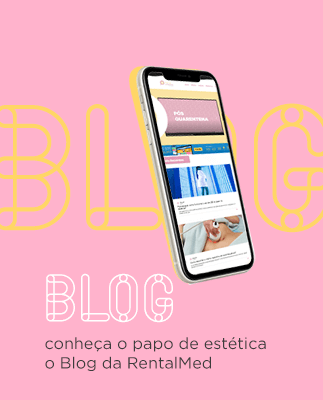 BLOG
PÓS
QUARENTENA
BLOG
conheça o papo de estética
o Blog da RentalMed